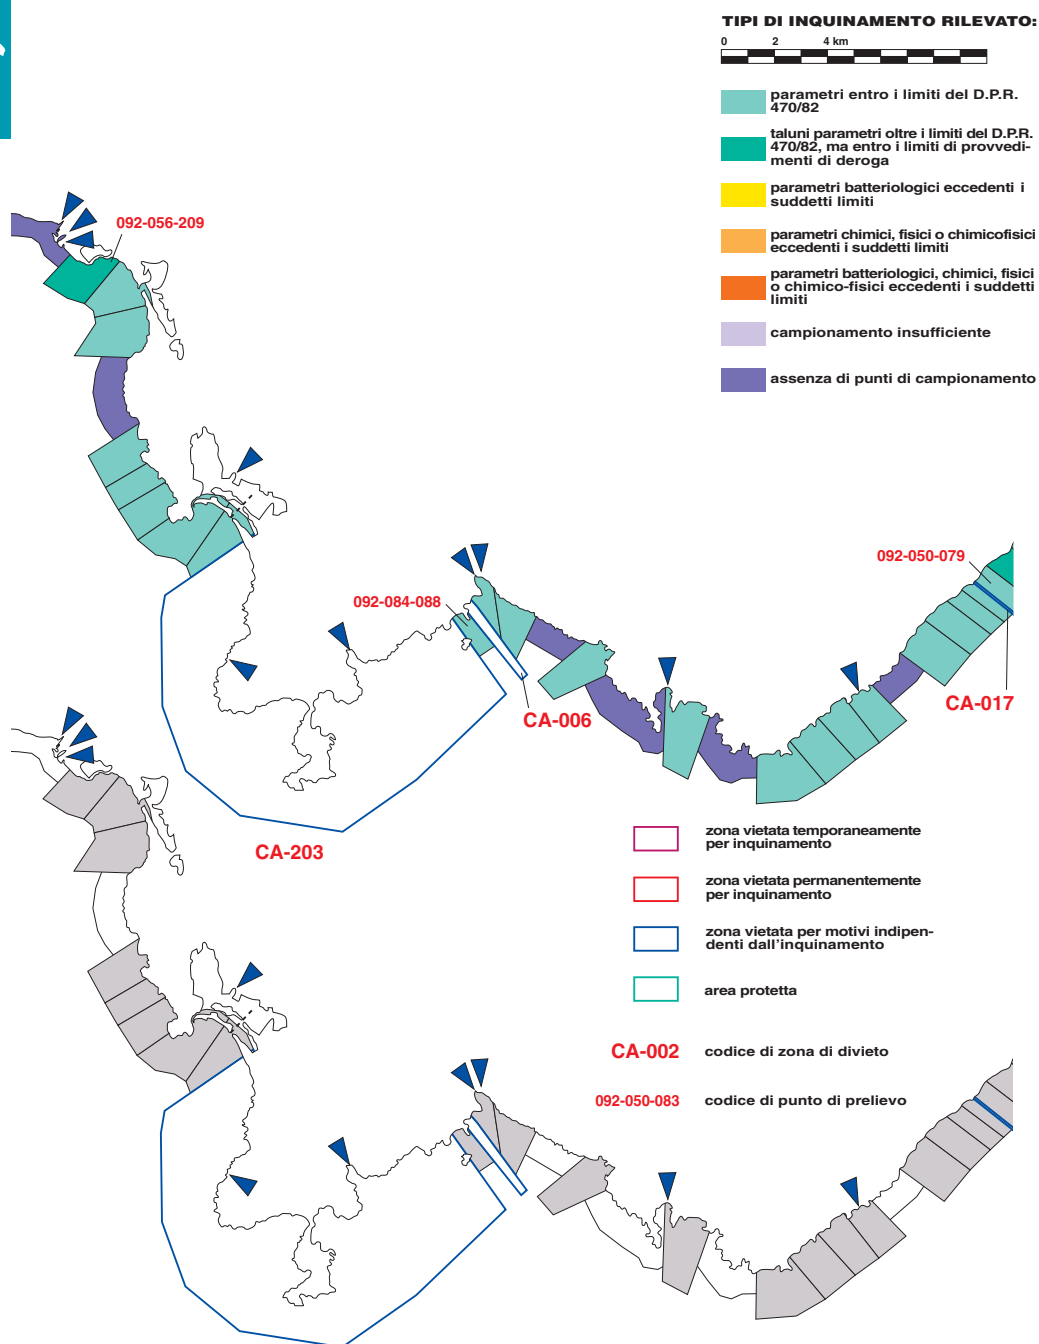 TIPI DI INQUINAMENTO RILEVATO:
0 2 4 km
parametri entro i limiti del D.P.R.
470/82
taluni parametri oltre i limiti del D.P.R.
470/82, ma entro i limiti di provvedi-
menti di deroga
parametri batteriologici eccedenti i
suddetti limiti
parametri chimici, fisici o chimicofisici
eccedenti i suddetti limiti
parametri batteriologici, chimici, fisici
o chimico-fisici eccedenti i suddetti
limiti
campionamento insufficiente
assenza di punti di campionamento
092-056-209
092-050-079
092-084-088
CA-017
CA-006
CA-203
zona vietata temporaneamente
per inquinamento
zona vietata permanentemente
per inquinamento
zona vietata per motivi indipen-
denti dall'inquinamento
area protetta
CA-002 codice di zona di divieto
092-050-083 codice di punto di prelievo